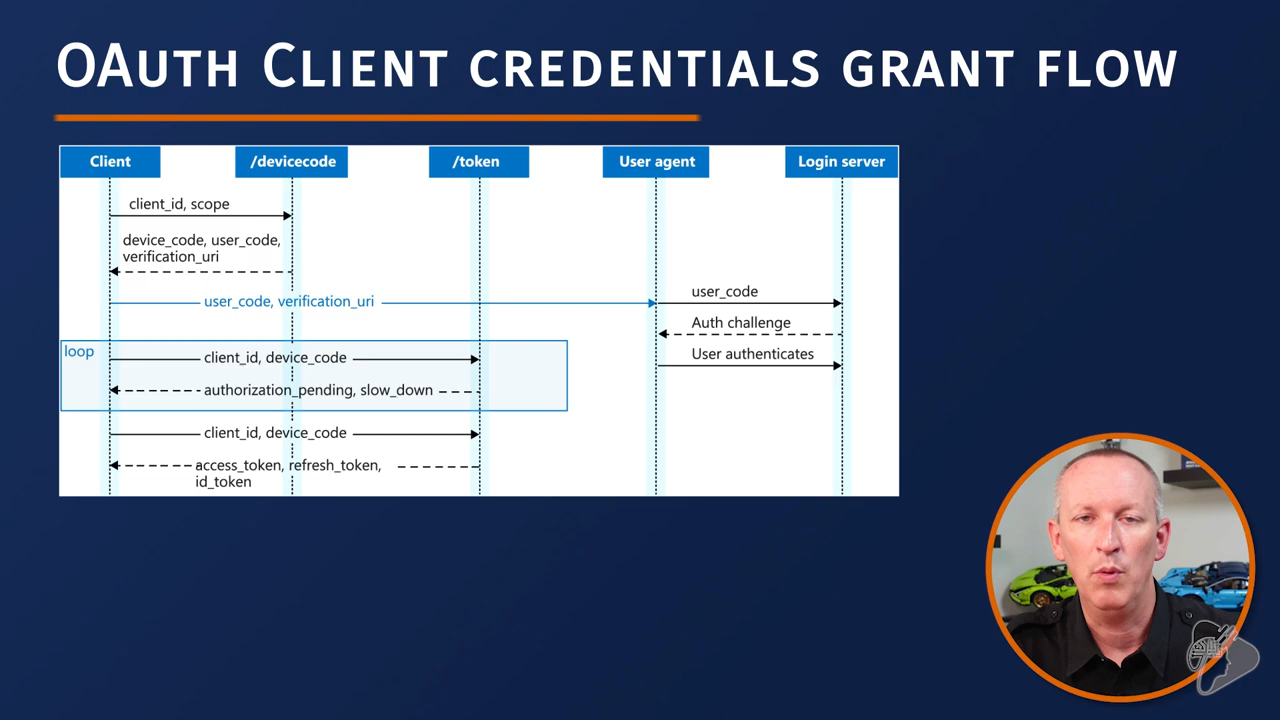 OAuth Client credentials grant flow
Client
/devicecode
/token
User agent
Login server
client_id, scope
device_code, user_code,
verification_uri
user_code, verification_uri
user_code
Auth challenge
User authenticates
loop
client_id, device_code
authorization_pending, slow_down
client_id, device_code
access_token, refresh_token,
id_token